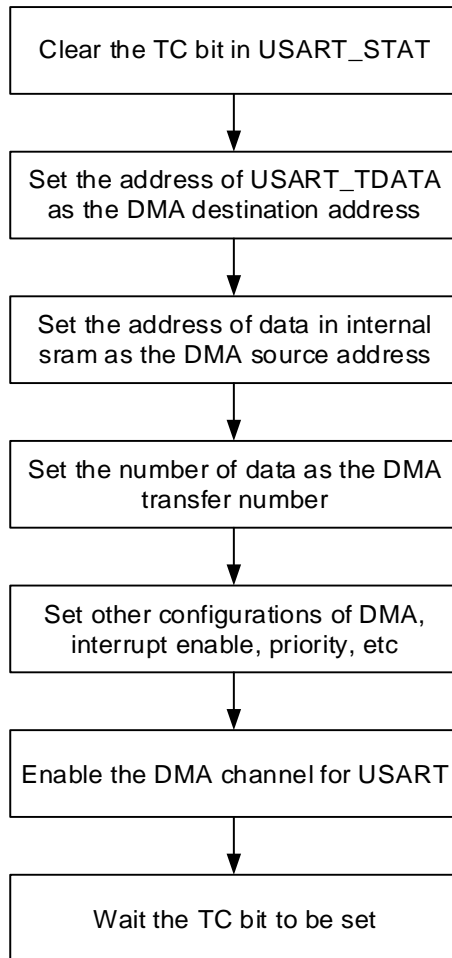 Clear the TC bit in USART_STAT
Set the address of USART_TDATA
as the DMA destination address
Set the address of data in internal
sram as the DMA source address
Set the number of data as the DMA
transfer number
Set other configurations of DMA,
interrupt enable, priority, etc
Enable the DMA channel for USART
Wait the TC bit to be set